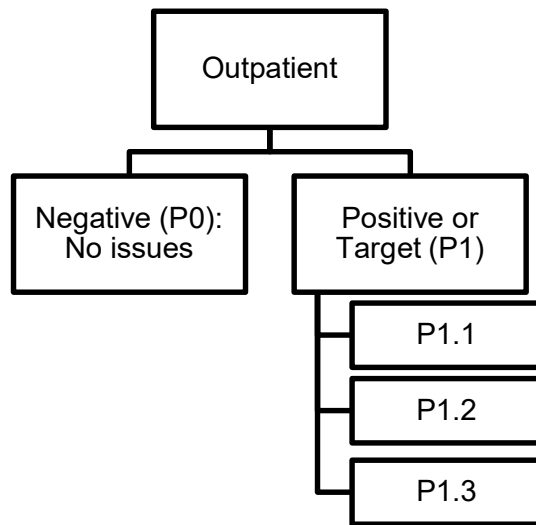 Outpatient
Negative (P0):
No issues
Positive or
Target (P1)
P1.1
P1.2
P1.3